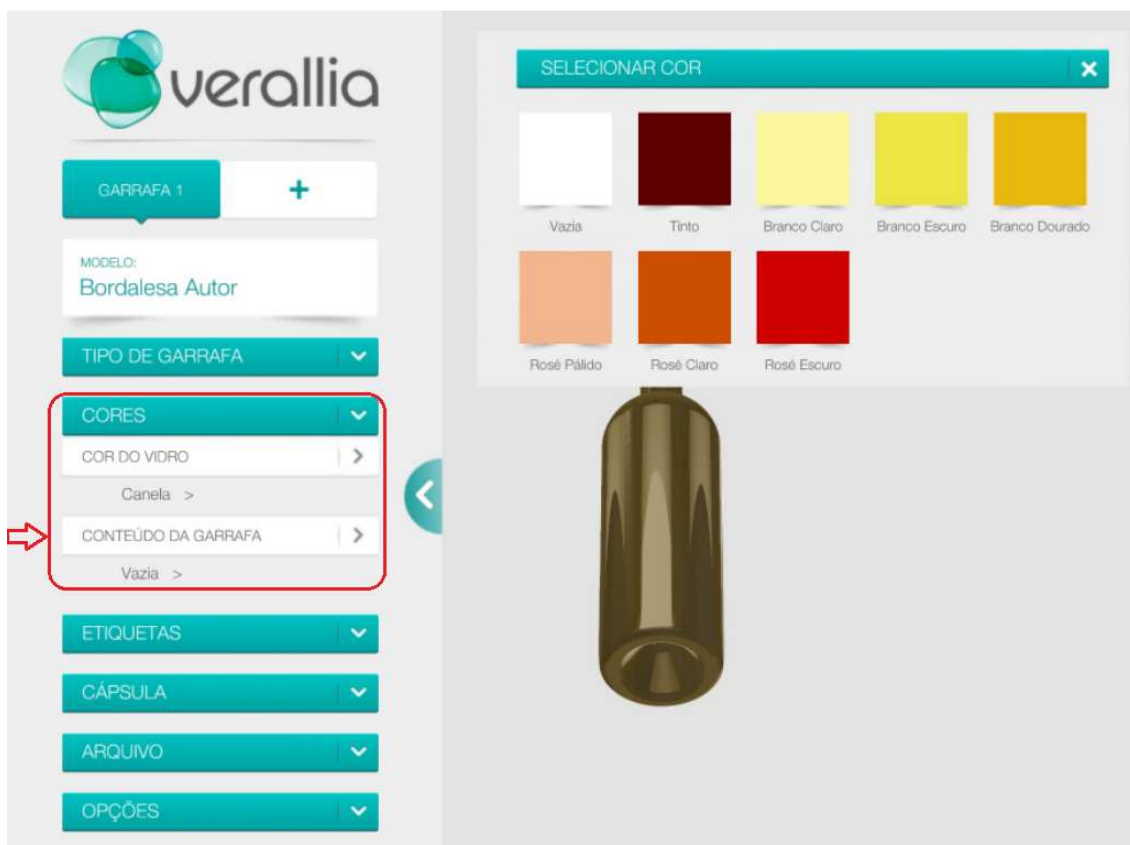 verallia
GARRAFA 1
+
MODELO:
Bordalesa Autor
TIPO DE GARRAFA
CORES
COR DO VIDRO
Canela >
CONTEÚDO DA GARRAFA
Vazia >
ETIQUETAS
CÁPSULA
ARQUIVO
OPÇÕES
SELECIONAR COR
Vazia Tinto Branco Claro Branco Escuro Branco Dourado
Rosé Pálido Rosé Claro Rosé Escuro